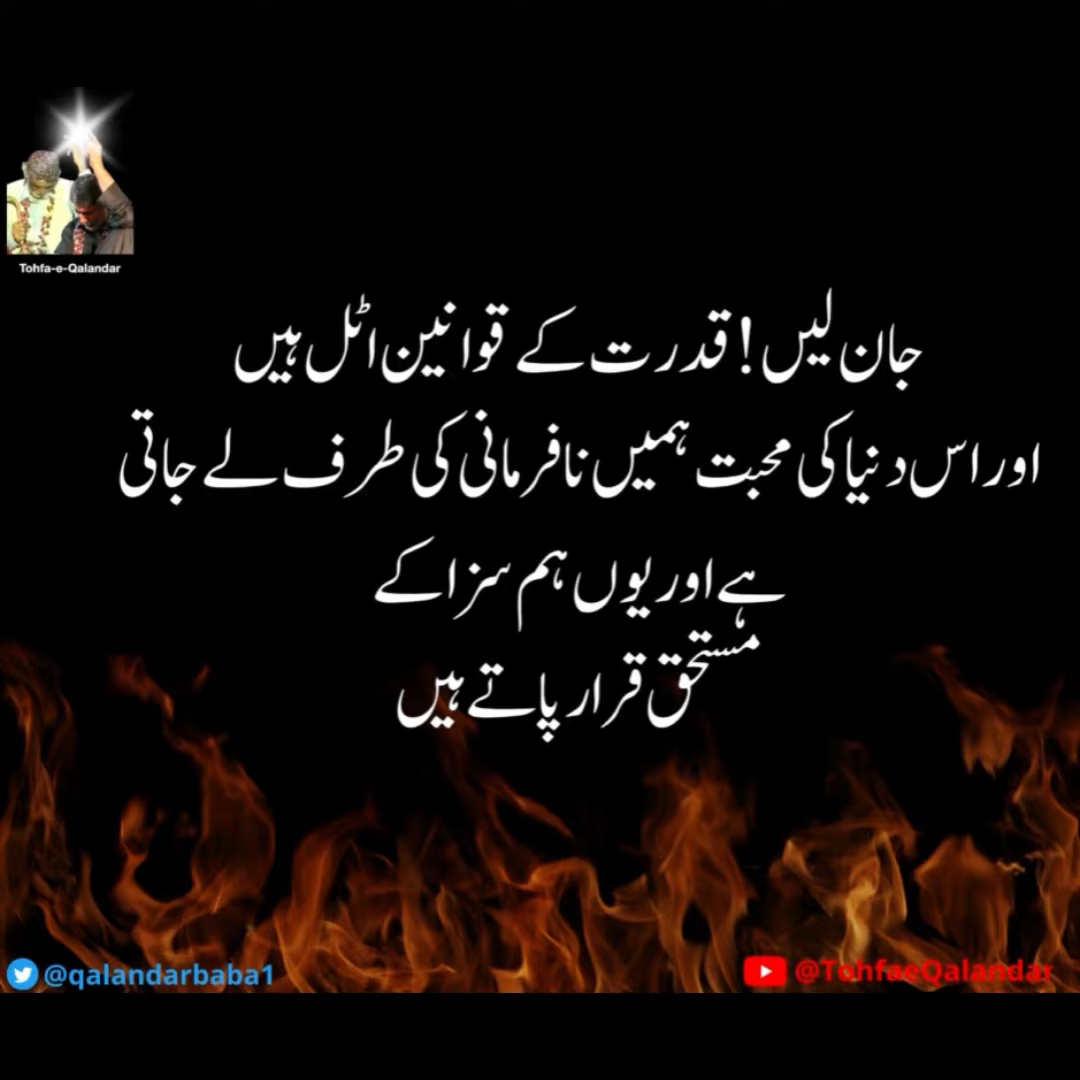 Tohfa-e-Qalandar
جان لیں! قدرت کے قوانین اٹل ہیں
اور اس دنیا کی محبت ہمیں نافرمانی کی طرف لے جاتی
ہے اور یوں ہم سزا کے
مستحق قرار پاتے ہیں
@qalandarbaba1
@TohfaeQalandar